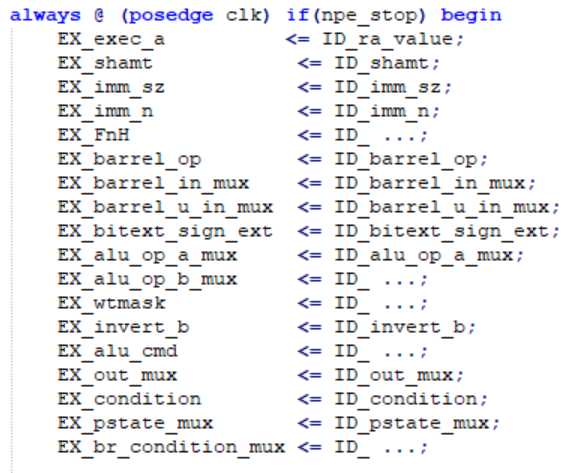 always @ (posedge clk) if(npe_stop) begin
    EX_exec_a          <= ID_ra_value;
    EX_shamt            <= ID_shamt;
    EX_imm_sz           <= ID_imm_sz;
    EX_imm_n            <= ID_imm_n;
    EX_FnH              <= ID_ ...;
    EX_barrel_op        <= ID_barrel_op;
    EX_barrel_in_mux    <= ID_barrel_in_mux;
    EX_barrel_u_in_mux  <= ID_barrel_u_in_mux;
    EX_bitext_sign_ext  <= ID_bitext_sign_ext;
    EX_alu_op_a_mux     <= ID_alu_op_a_mux;
    EX_alu_op_b_mux     <= ID_ ...;
    EX_wtmask           <= ID_ ...;
    EX_invert_b         <= ID_invert_b;
    EX_alu_cmd          <= ID_ ...;
    EX_out_mux          <= ID_out_mux;
    EX_condition        <= ID_condition;
    EX_pstate_mux       <= ID_pstate_mux;
    EX_br_condition_mux <= ID_ ...;